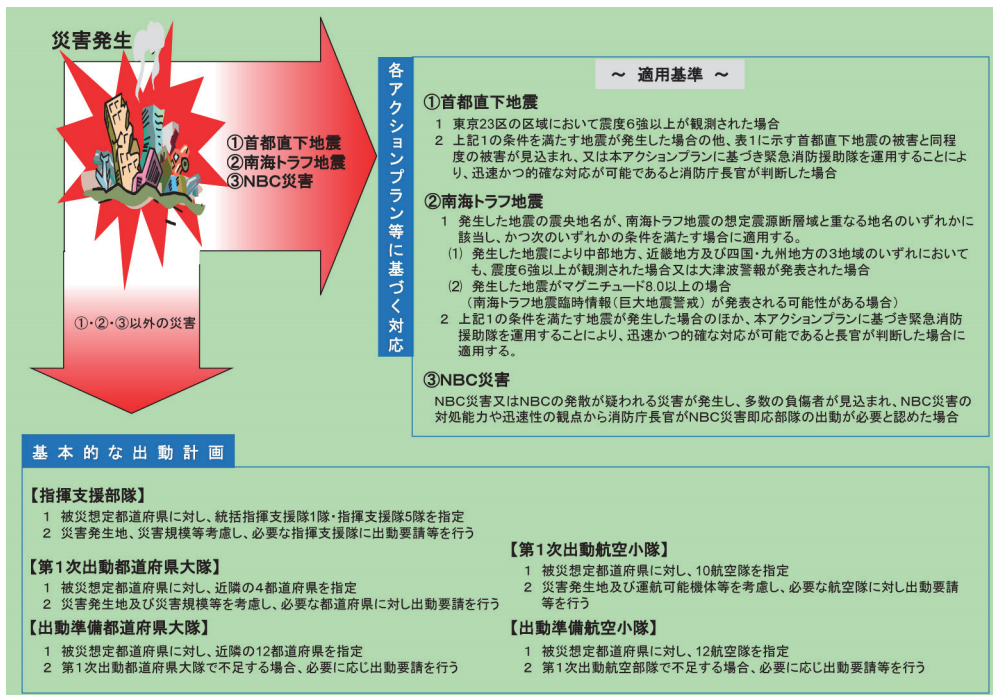 災害発生
①首都直下地震
②南海トラフ地震
③NBC災害
①・②・③以外の災害
各アクションプラン等に基づく対応
～ 適用基準 ～
①首都直下地震
1 東京23区の区域において震度6強以上が観測された場合
2 上記1の条件を満たす地震が発生した場合の他、表1に示す首都直下地震の被害と同程
度の被害が見込まれ、又は本アクションプランに基づき緊急消防援助隊を運用することによ
り、迅速かつ的確な対応が可能であると消防庁長官が判断した場合
②南海トラフ地震
1 発生した地震の震央地名が、南海トラフ地震の想定震源断層域と重なる地名のいずれかに
該当し、かつ次のいずれかの条件を満たす場合に適用する。
⑴ 発生した地震により中部地方、近畿地方及び四国・九州地方の3地域のいずれにおいて
も、震度6強以上が観測された場合又は大津波警報が発表された場合
⑵ 発生した地震がマグニチュード8.0以上の場合
（南海トラフ地震臨時情報（巨大地震警戒）が発表される可能性がある場合）
2 上記1の条件を満たす地震が発生した場合のほか、本アクションプランに基づき緊急消防
援助隊を運用することにより、迅速かつ的確な対応が可能であると長官が判断した場合に
適用する。
③NBC災害
NBC災害又はNBCの発散が疑われる災害が発生し、多数の負傷者が見込まれ、NBC災害の
対処能力や迅速性の観点から消防庁長官がNBC災害即応部隊の出動が必要と認めた場合
基本的な出動計画
【指揮支援部隊】
1 被災想定都道府県に対し、統括指揮支援隊1隊・指揮支援隊5隊を指定
2 災害発生地、災害規模等考慮し、必要な指揮支援隊に出動要請等を行う
【第1次出動都道府県大隊】
1 被災想定都道府県に対し、近隣の4都道府県を指定
2 災害発生地及び災害規模等を考慮し、必要な都道府県に対し出動要請を行う
【出動準備都道府県大隊】
1 被災想定都道府県に対し、近隣の12都道府県を指定
2 第1次出動都道府県大隊で不足する場合、必要に応じ出動要請を行う
【第1次出動航空小隊】
1 被災想定都道府県に対し、10航空隊を指定
2 災害発生地及び運航可能機体等を考慮し、必要な航空隊に対し出動要請
等を行う
【出動準備航空小隊】
1 被災想定都道府県に対し、12航空隊を指定
2 第1次出動航空部隊で不足する場合、必要に応じ出動要請等を行う